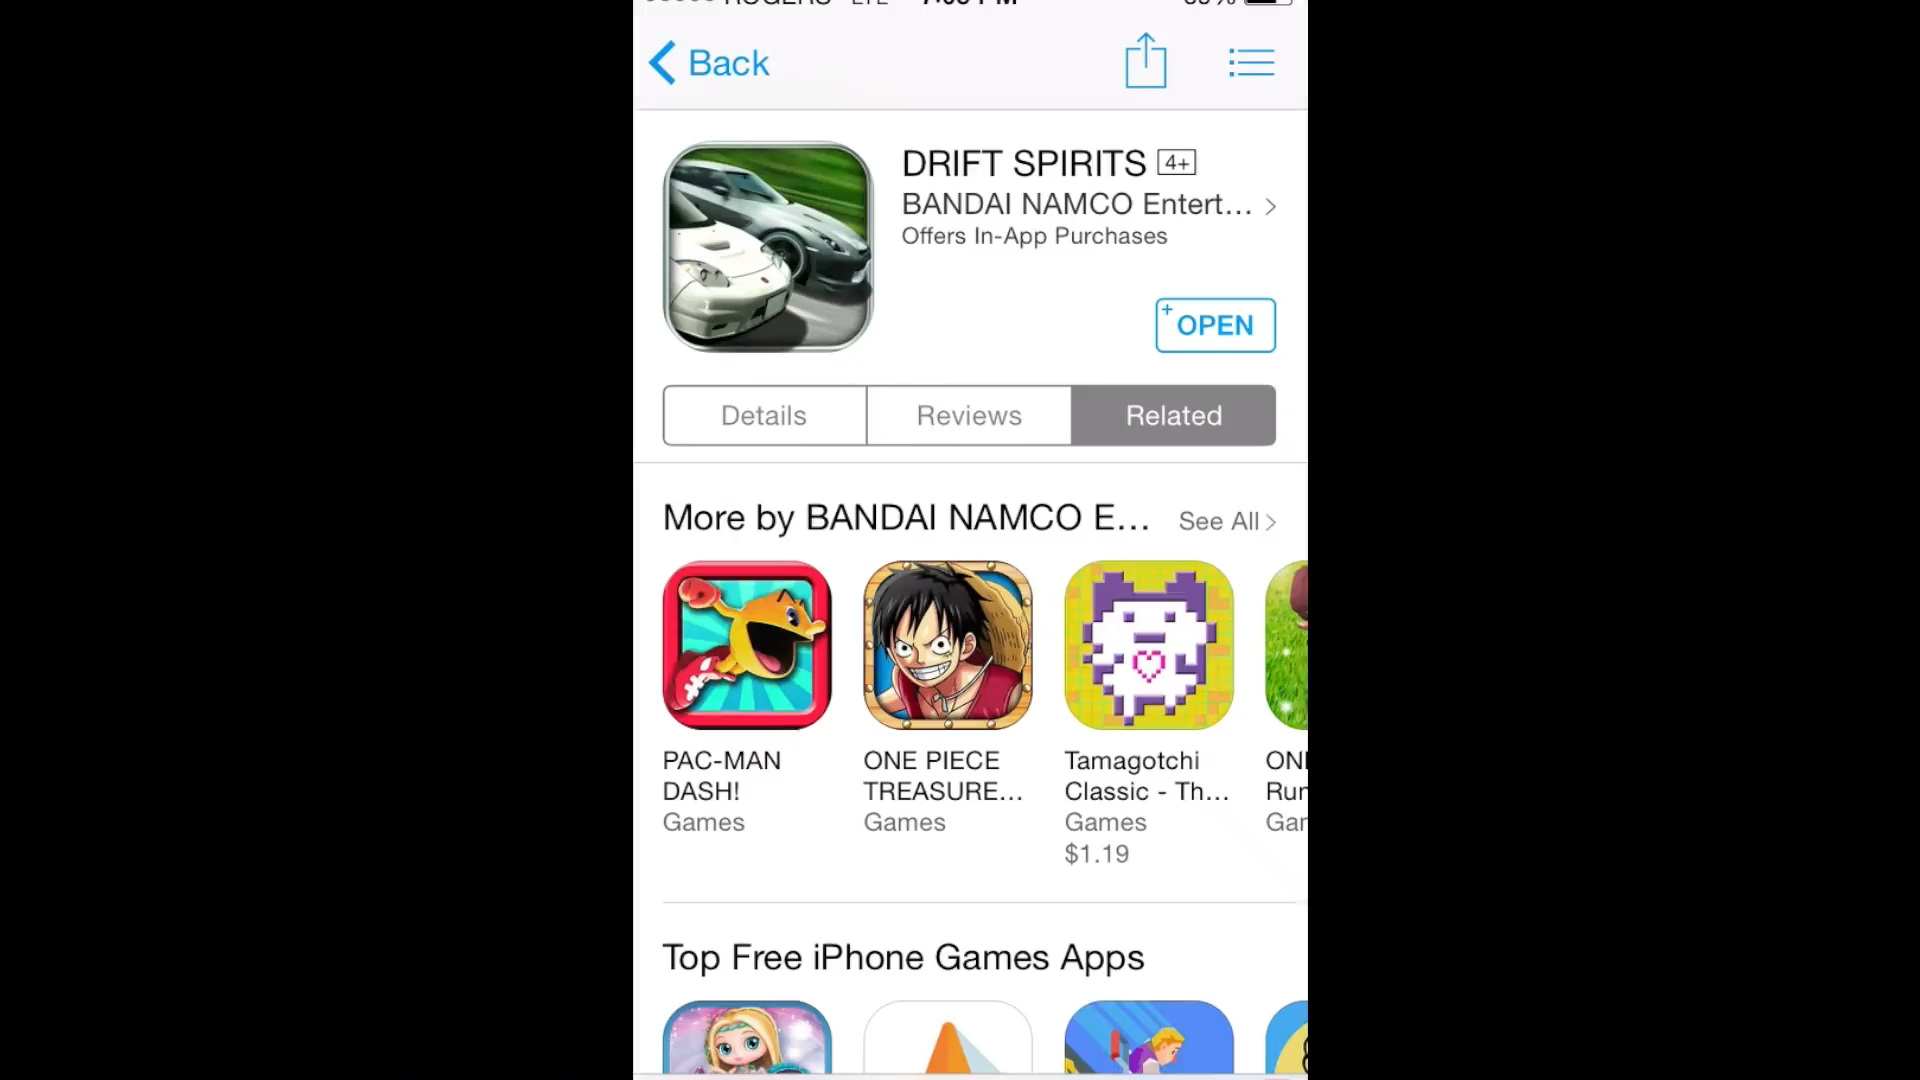 Back
DRIFT SPIRITS 4+
BANDAI NAMCO Entert...
Offers In-App Purchases
+ OPEN
Details Reviews Related
More by BANDAI NAMCO E... See All
PAC-MAN
DASH!
Games
ONE PIECE
TREASURE...
Games
Tamagotchi
Classic - Th...
Games
$1.19
Top Free iPhone Games Apps